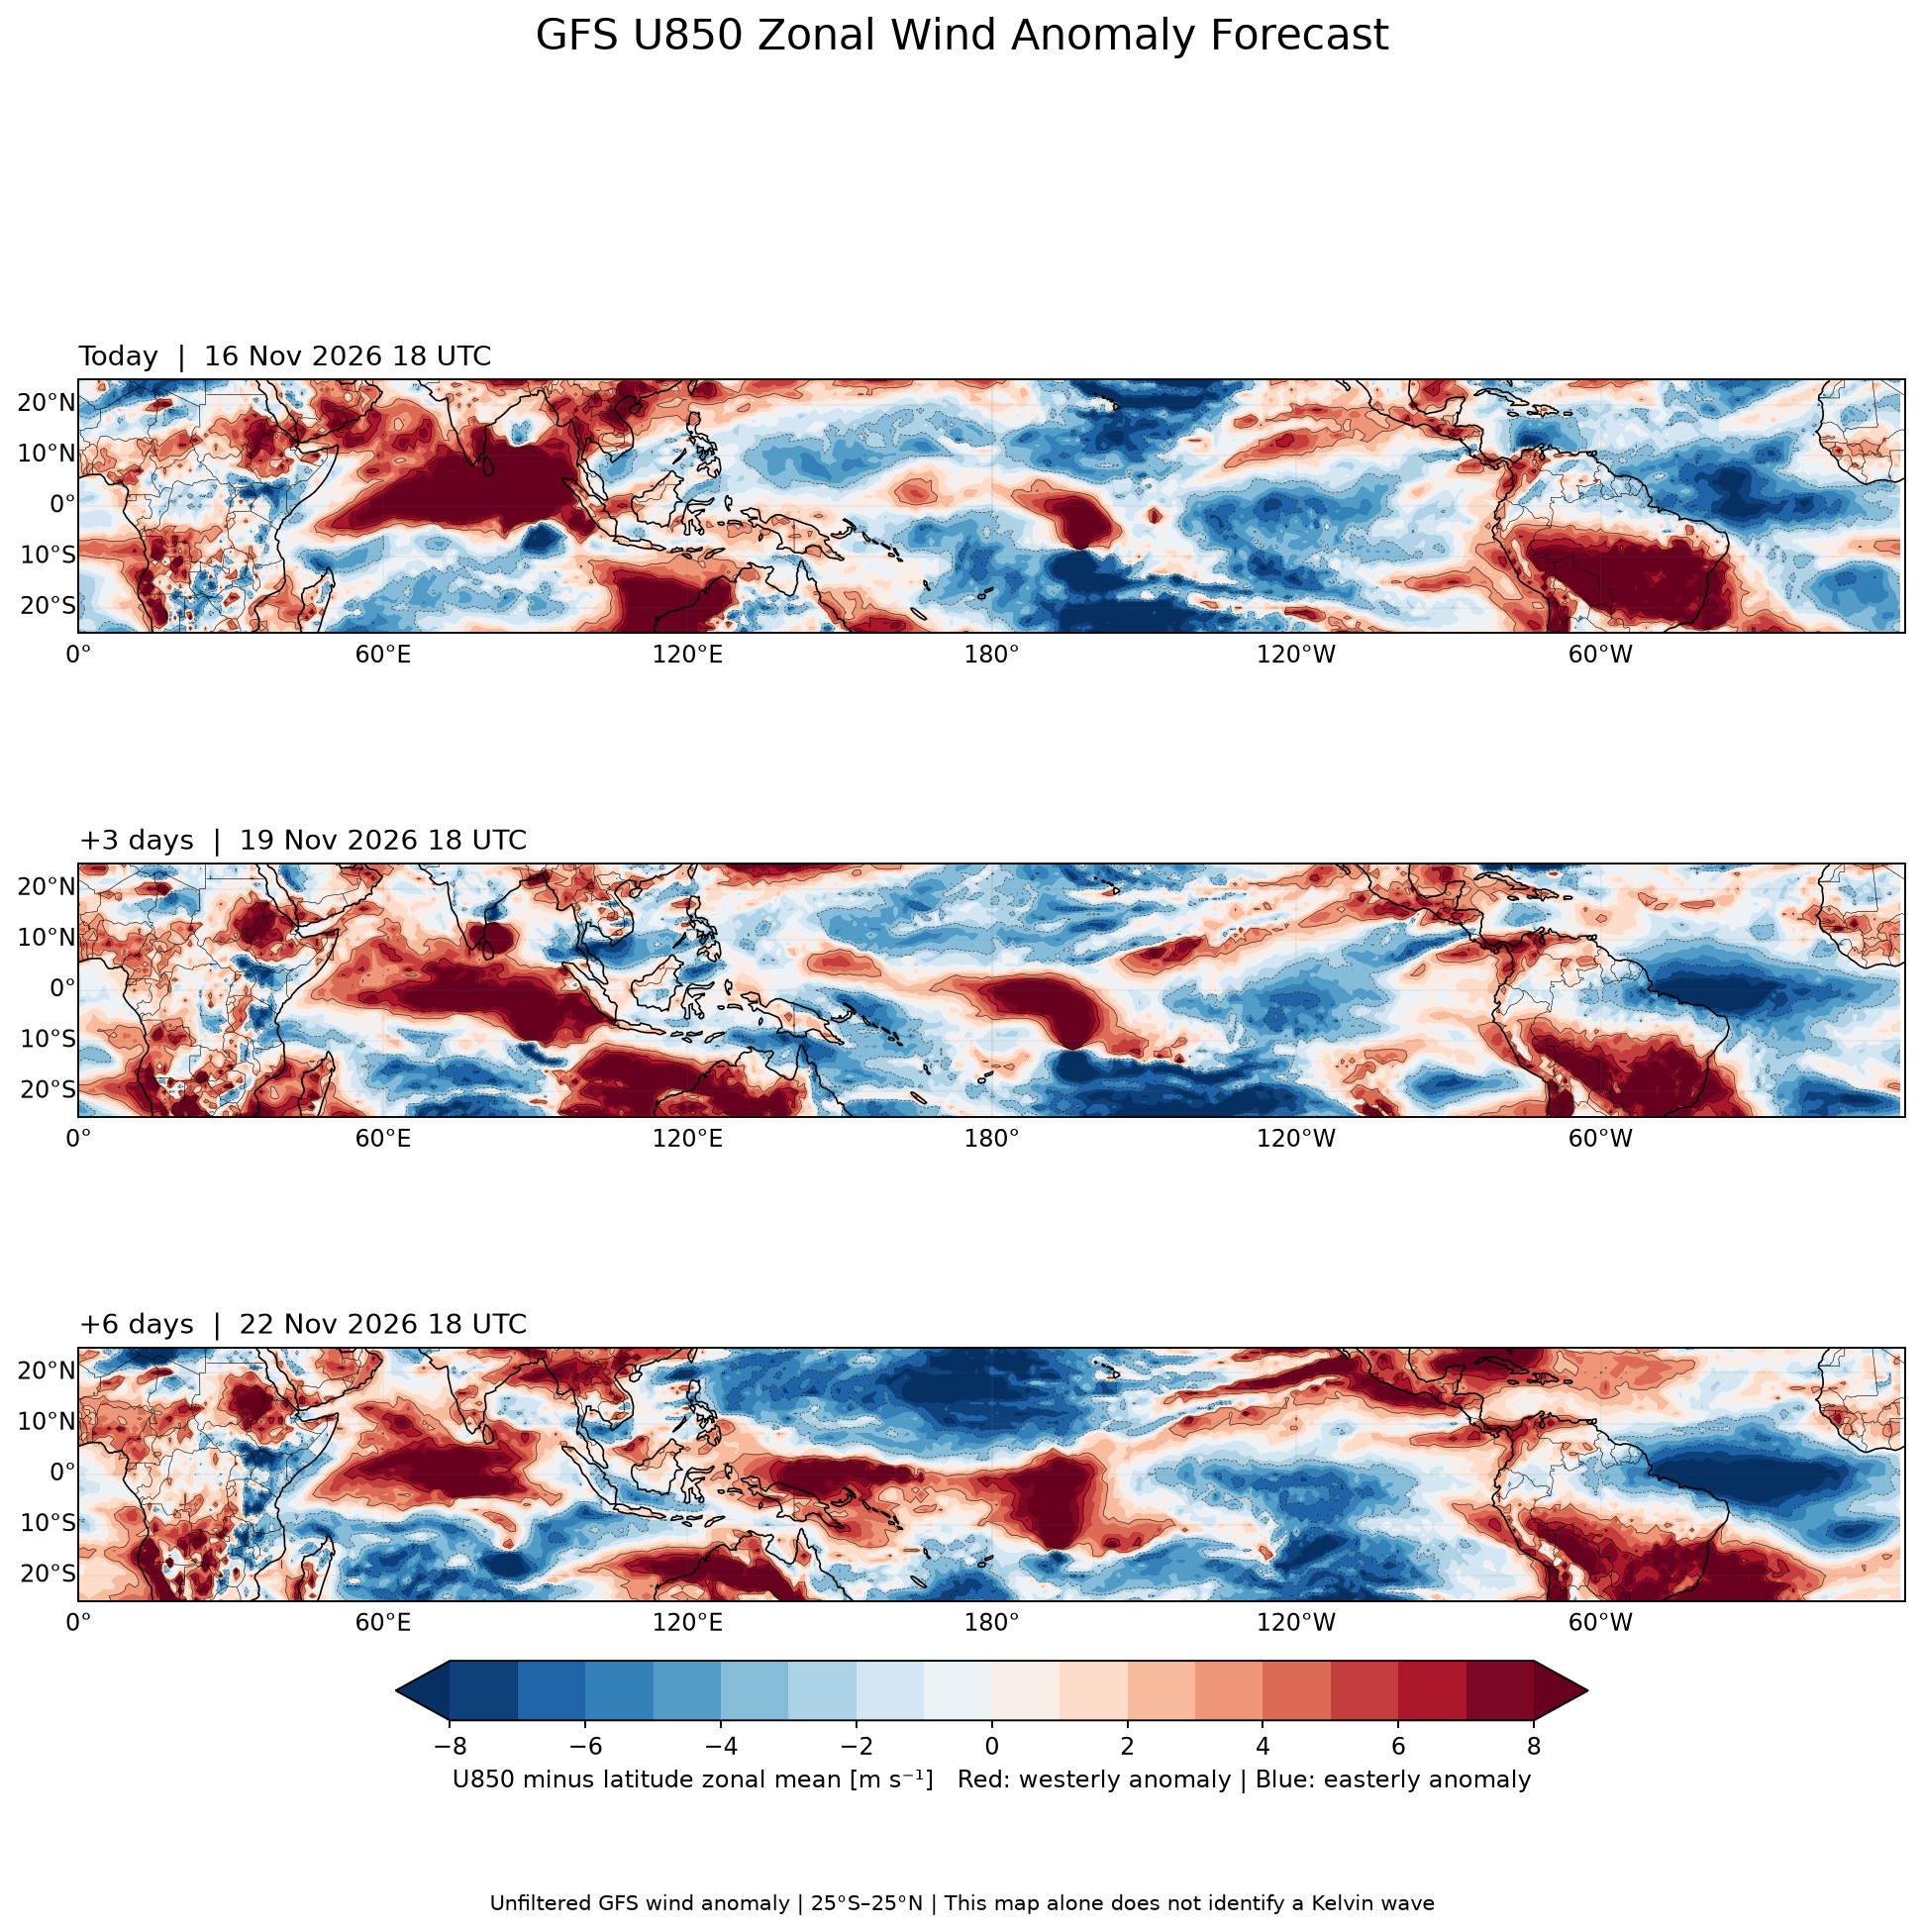 GFS U850 Zonal Wind Anomaly Forecast
Today | 16 Nov 2026 18 UTC
20°N
10°N
0°
10°S
20°S
0° 60°E 120°E 180° 120°W 60°W
+3 days | 19 Nov 2026 18 UTC
20°N
10°N
0°
10°S
20°S
0° 60°E 120°E 180° 120°W 60°W
+6 days | 22 Nov 2026 18 UTC
20°N
10°N
0°
10°S
20°S
0° 60°E 120°E 180° 120°W 60°W
−8 −6 −4 −2 0 2 4 6 8
U850 minus latitude zonal mean [m s⁻¹] Red: westerly anomaly | Blue: easterly anomaly
Unfiltered GFS wind anomaly | 25°S–25°N | This map alone does not identify a Kelvin wave